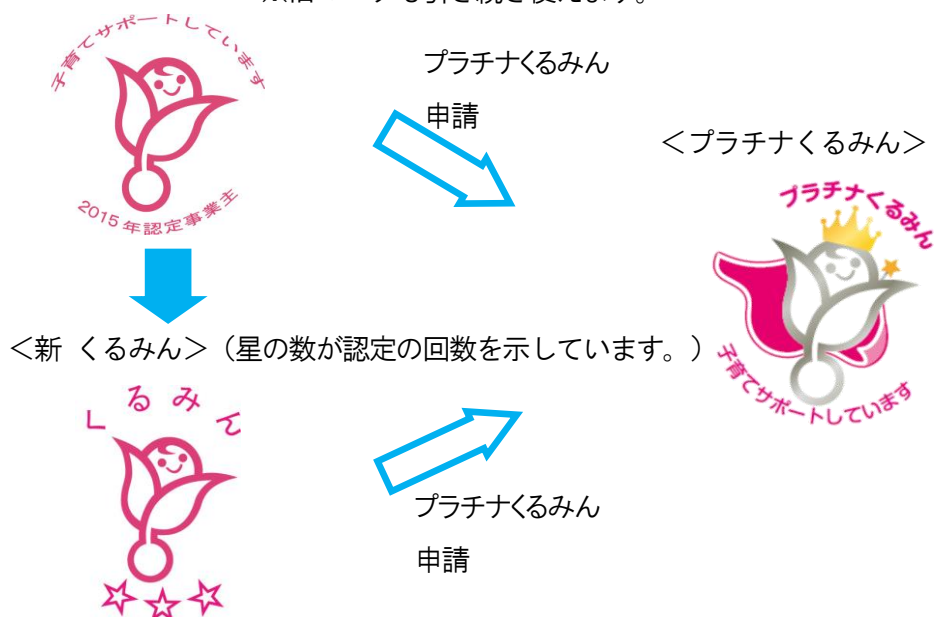 子育てサポートしています
2015年認定事業主
プラチナくるみん
申請
＜プラチナくるみん＞
プラチナくるみん
子育てサポートしています
＜新 くるみん＞（星の数が認定の回数を示しています。）
くるみん
プラチナくるみん
申請